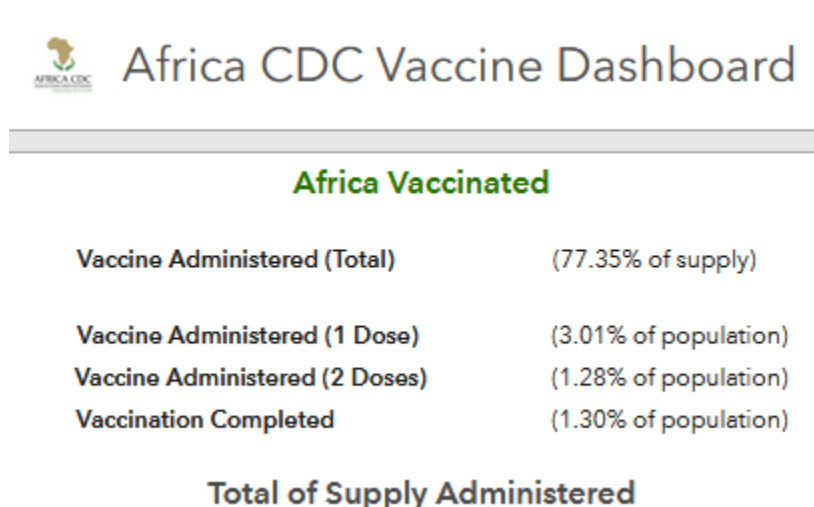 AFRICA CDC
Africa CDC Vaccine Dashboard
Africa Vaccinated
Vaccine Administered (Total) (77.35% of supply)
Vaccine Administered (1 Dose) (3.01% of population)
Vaccine Administered (2 Doses) (1.28% of population)
Vaccination Completed (1.30% of population)
Total of Supply Administered